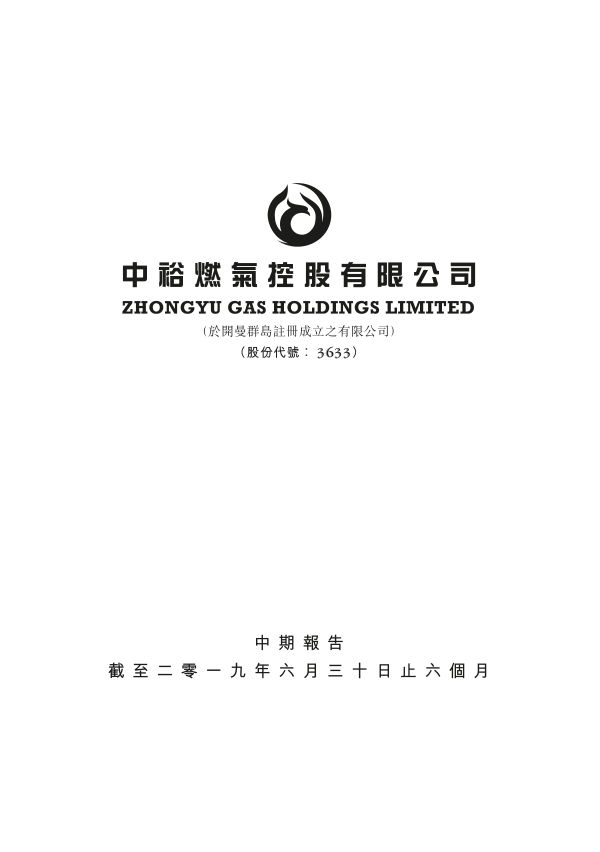 中裕燃氣控股有限公司
ZHONGYU GAS HOLDINGS LIMITED
(於開曼群島註冊成立之有限公司)
(股份代號：3633)
中期報告
截至二零一九年六月三十日止六個月